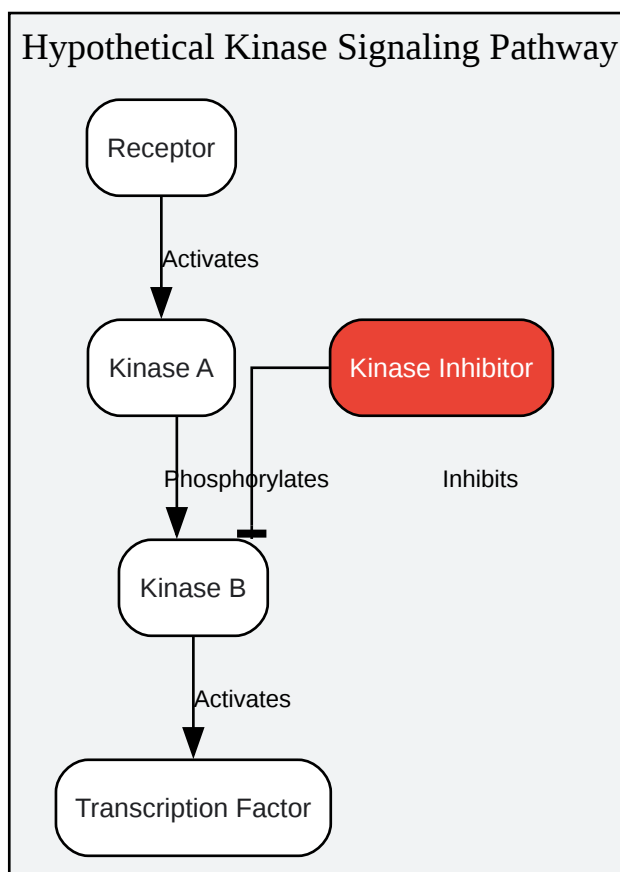 Hypothetical Kinase Signaling Pathway
Receptor
Activates
Kinase A
Kinase Inhibitor
Phosphorylates
Inhibits
Kinase B
Activates
Transcription Factor